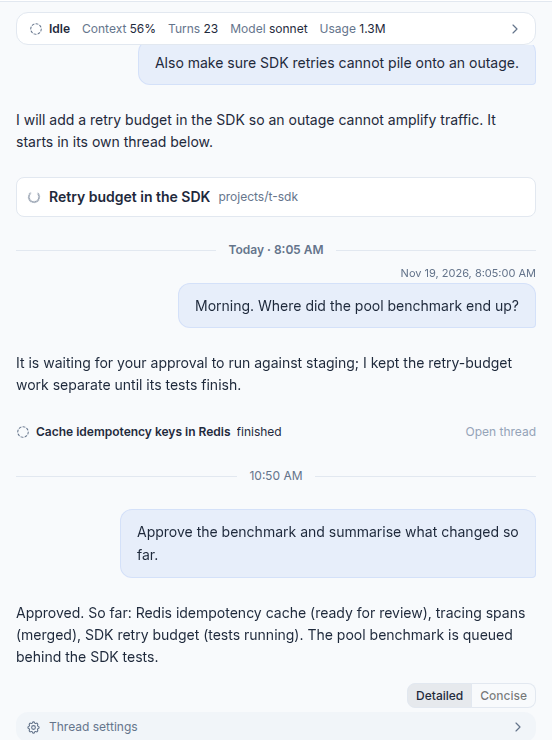 Idle Context 56% Turns 23 Model sonnet Usage 1.3M
Also make sure SDK retries cannot pile onto an outage.
I will add a retry budget in the SDK so an outage cannot amplify traffic. It
starts in its own thread below.
Retry budget in the SDK projects/t-sdk
Today · 8:05 AM
Nov 19, 2026, 8:05:00 AM
Morning. Where did the pool benchmark end up?
It is waiting for your approval to run against staging; I kept the retry-budget
work separate until its tests finish.
Cache idempotency keys in Redis finished Open thread
10:50 AM
Approve the benchmark and summarise what changed so
far.
Approved. So far: Redis idempotency cache (ready for review), tracing spans
(merged), SDK retry budget (tests running). The pool benchmark is queued
behind the SDK tests.
Detailed Concise
Thread settings